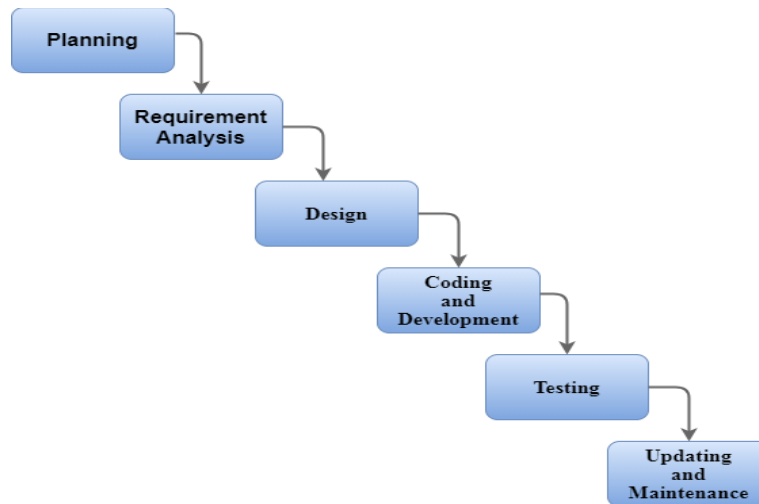 Planning
Requirement
Analysis
Design
Coding
and
Development
Testing
Updating
and
Maintenance